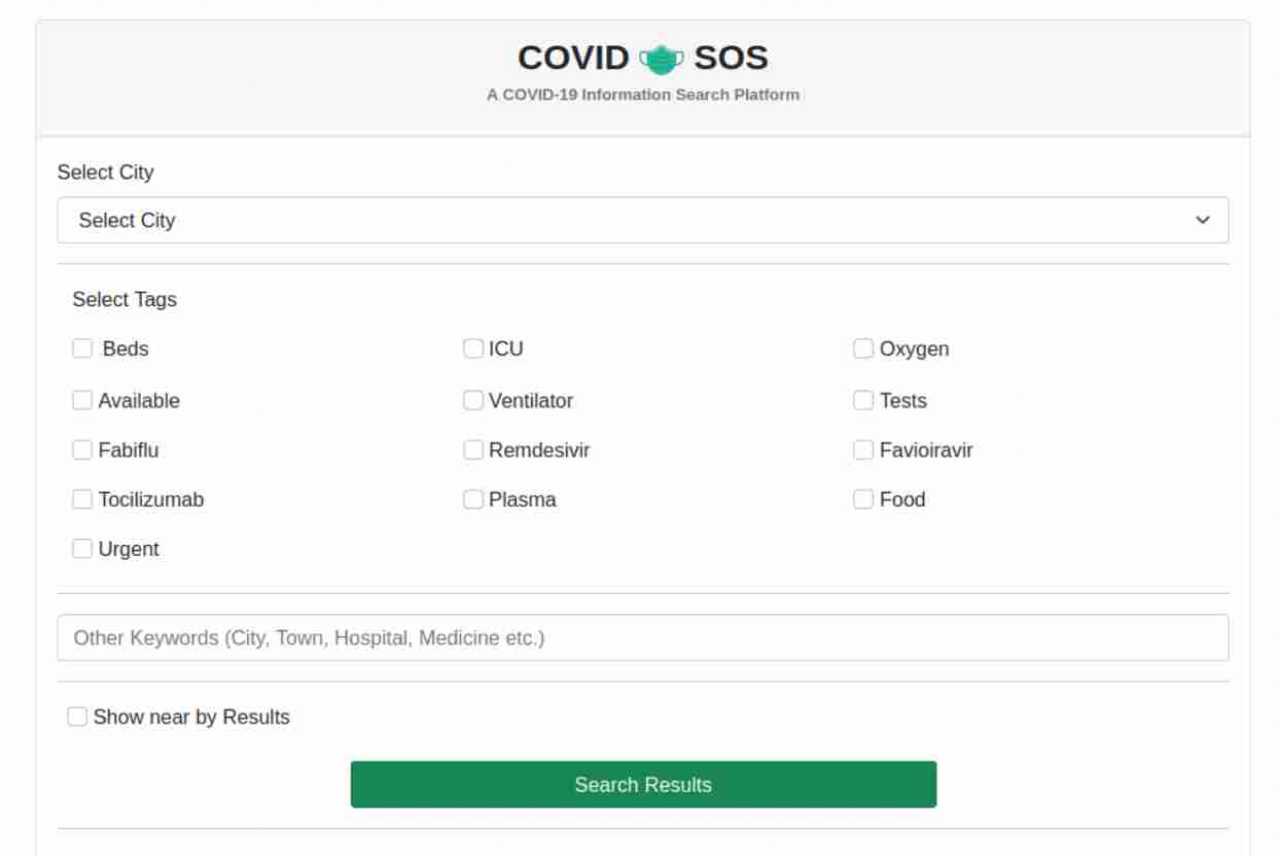 COVID SOS
A COVID-19 Information Search Platform
Select City
Select City
Select Tags
Beds ICU Oxygen
Available Ventilator Tests
Fabiflu Remdesivir Favioiravir
Tocilizumab Plasma Food
Urgent
Other Keywords (City, Town, Hospital, Medicine etc.)
Show near by Results
Search Results